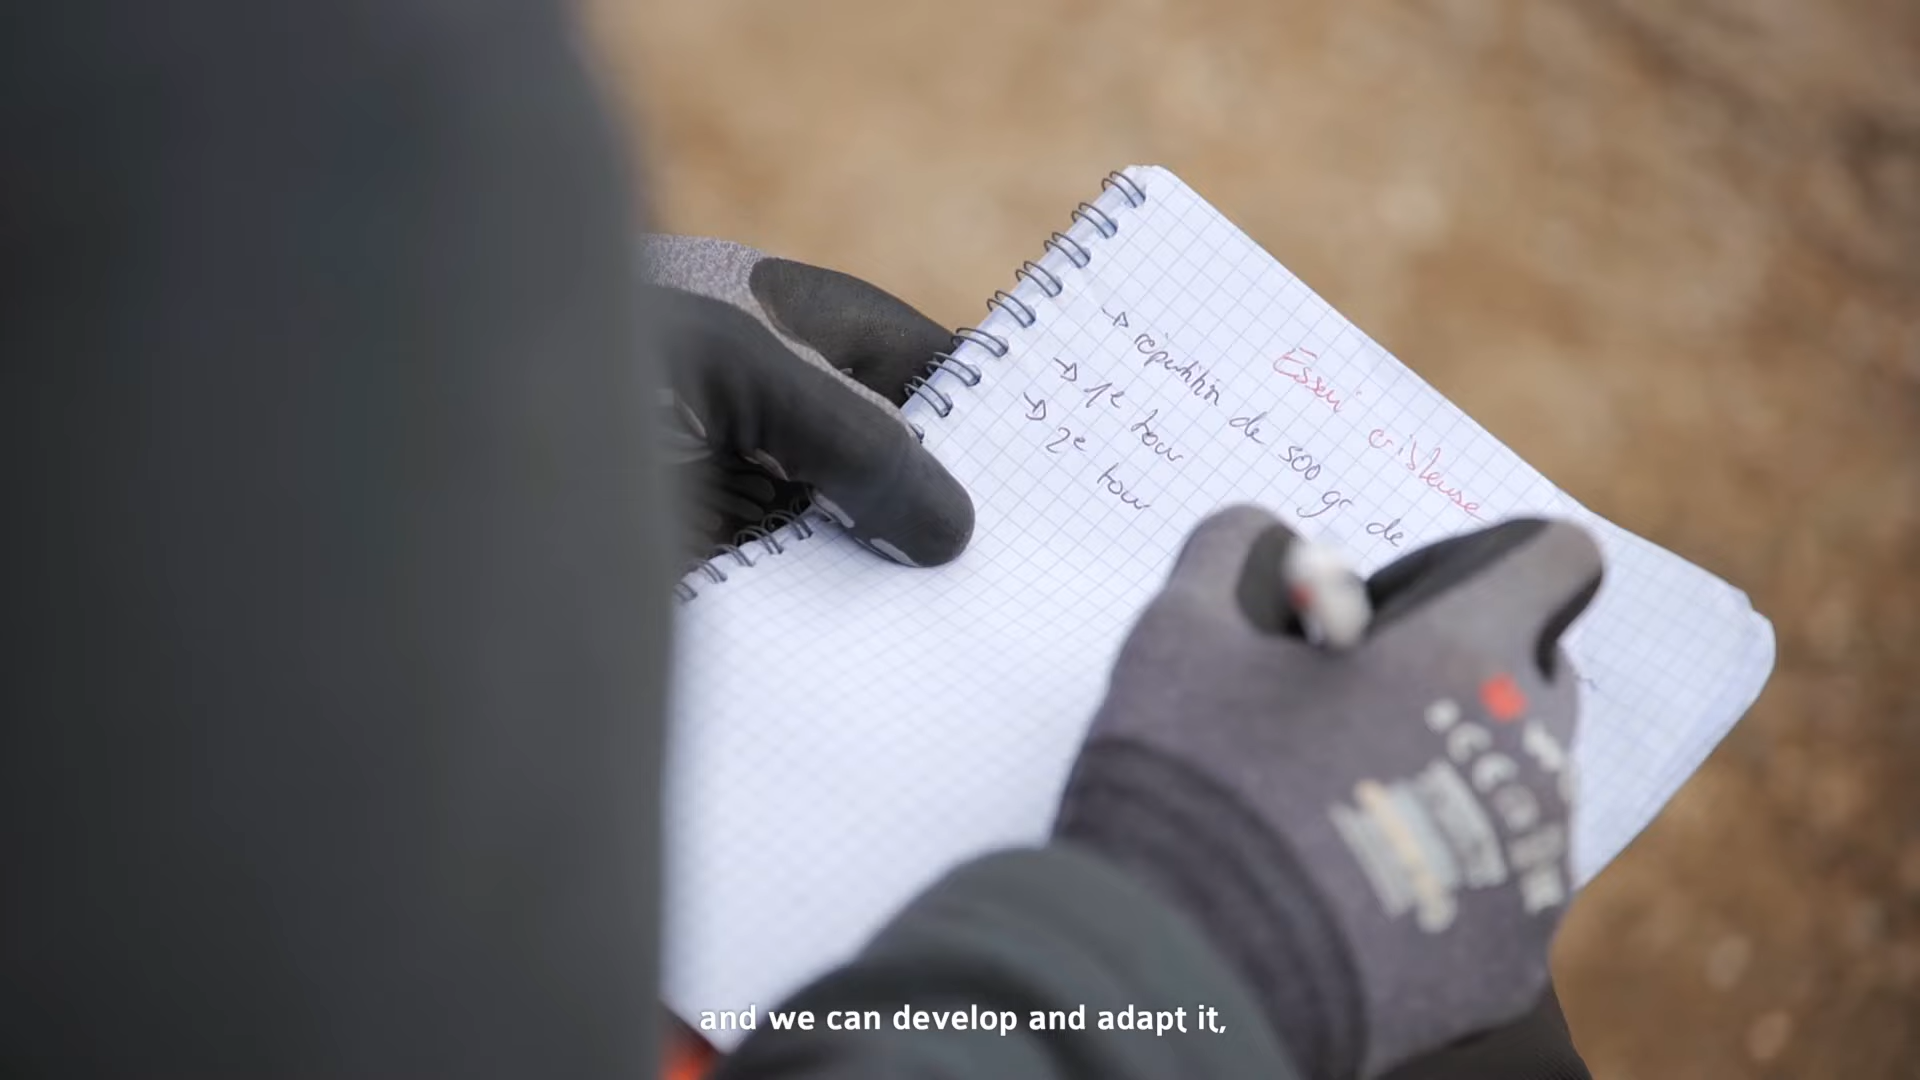 Essai cribleuse
→ répartition de 500 gr de
→ 1e tour
→ 2e tour
and we can develop and adapt it,